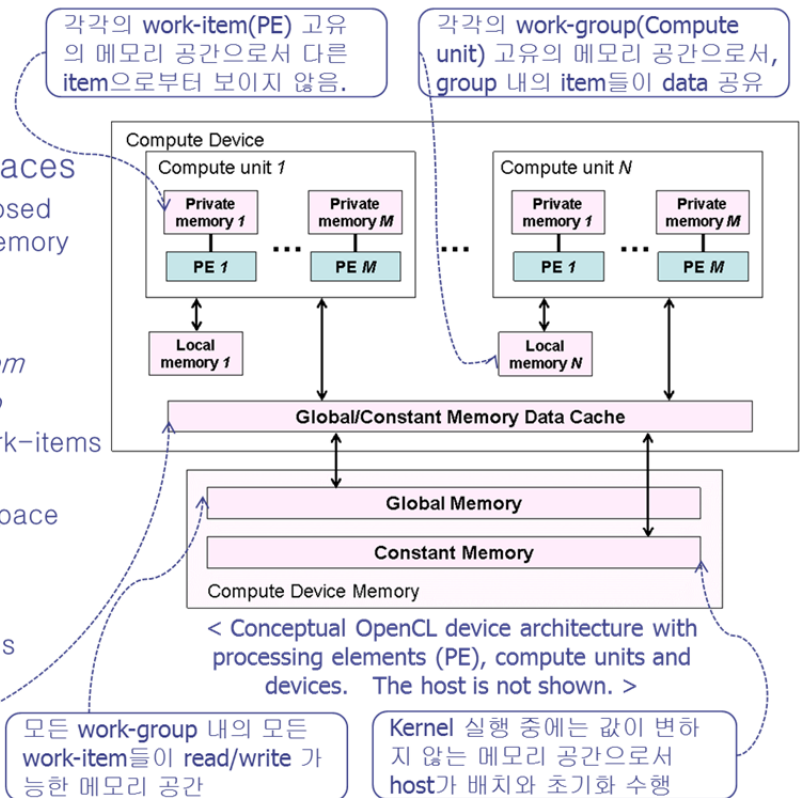 각각의 work-item(PE) 고유
의 메모리 공간으로서 다른
item으로부터 보이지 않음.
각각의 work-group(Compute
unit) 고유의 메모리 공간으로서,
group 내의 item들이 data 공유
aces
osed
emory
em
rk-items
pace
s
Compute Device
Compute unit 1
Private
memory 1
Private
memory M
...
PE 1
PE M
Local
memory 1
...
Compute unit N
Private
memory 1
Private
memory M
...
PE 1
PE M
Local
memory N
Global/Constant Memory Data Cache
Global Memory
Constant Memory
Compute Device Memory
< Conceptual OpenCL device architecture with
processing elements (PE), compute units and
devices. The host is not shown. >
모든 work-group 내의 모든
work-item들이 read/write 가
능한 메모리 공간
Kernel 실행 중에는 값이 변하
지 않는 메모리 공간으로서
host가 배치와 초기화 수행